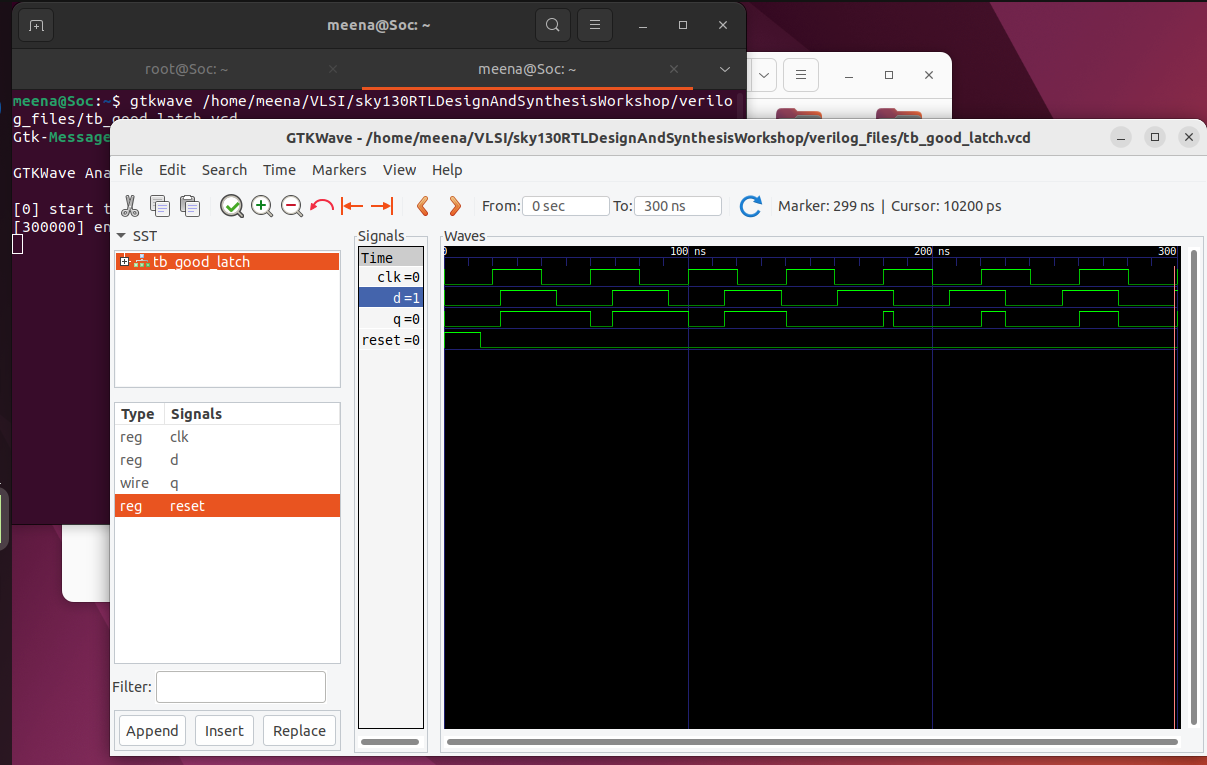 meena@Soc: ~
root@Soc: ~
meena@Soc: ~
meena@Soc:~$ gtkwave /home/meena/VLSI/sky130RTLDesignAndSynthesisWorkshop/verilo
g_files/tb_good_latch.vcd
Gtk-Message
GTKWave Ana
[0] start t
[300000] en
GTKWave - /home/meena/VLSI/sky130RTLDesignAndSynthesisWorkshop/verilog_files/tb_good_latch.vcd
File Edit Search Time Markers View Help
From: 0 sec To: 300 ns Marker: 299 ns | Cursor: 10200 ps
SST
tb_good_latch
Type Signals
reg clk
reg d
wire q
reg reset
Filter:
Append Insert Replace
Signals
Time
clk=0
d=1
q=0
reset=0
Waves
0 100 ns 200 ns 300